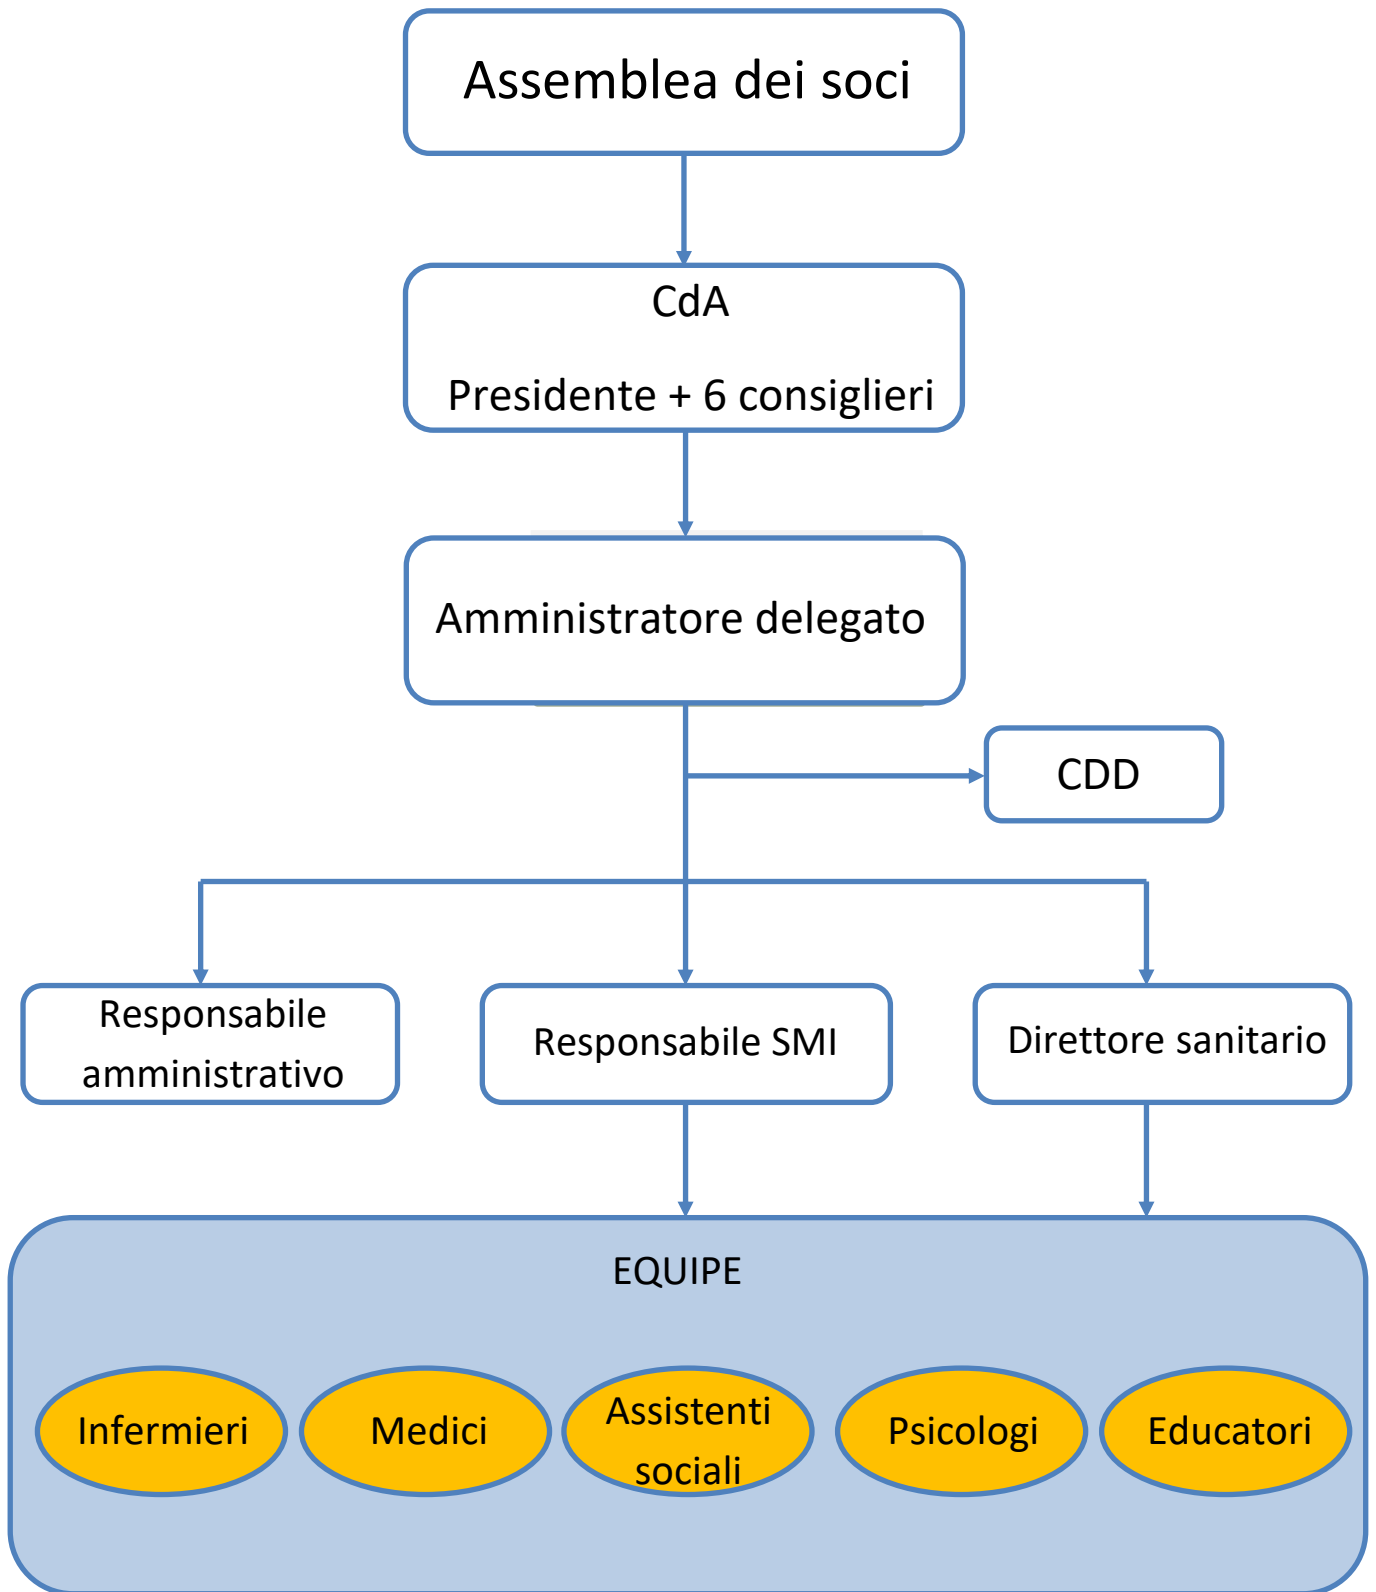 Assemblea dei soci
CdA
Presidente + 6 consiglieri
Amministratore delegato
CDD
Responsabile
amministrativo
Responsabile SMI
Direttore sanitario
EQUIPE
Infermieri
Medici
Assistenti
sociali
Psicologi
Educatori